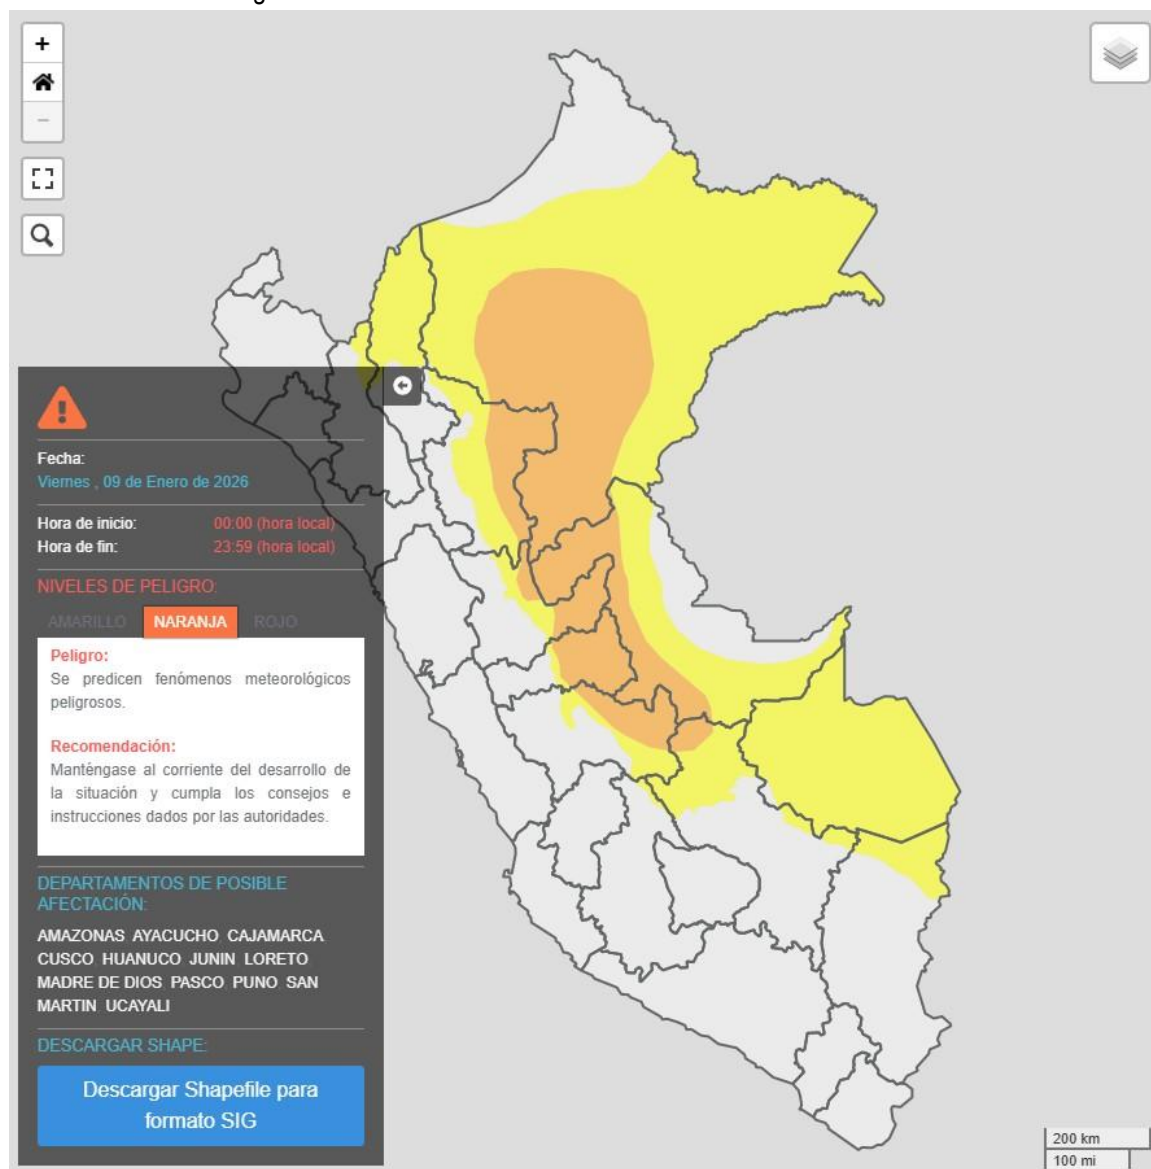 +
−
Fecha:
Viernes , 09 de Enero de 2026
Hora de inicio: 00:00 (hora local)
Hora de fin: 23:59 (hora local)
NIVELES DE PELIGRO:
AMARILLO NARANJA ROJO
Peligro:
Se predicen fenómenos meteorológicos
peligrosos.
Recomendación:
Manténgase al corriente del desarrollo de
la situación y cumpla los consejos e
instrucciones dados por las autoridades.
DEPARTAMENTOS DE POSIBLE
AFECTACIÓN:
AMAZONAS AYACUCHO CAJAMARCA
CUSCO HUANUCO JUNIN LORETO
MADRE DE DIOS PASCO PUNO SAN
MARTIN UCAYALI
DESCARGAR SHAPE:
Descargar Shapefile para
formato SIG
200 km
100 mi